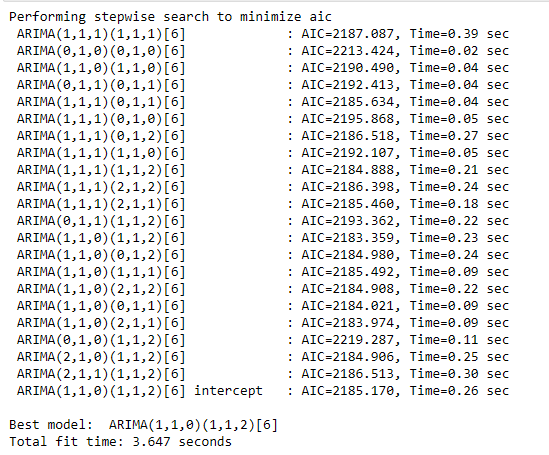 Performing stepwise search to minimize aic
ARIMA(1,1,1)(1,1,1)[6] : AIC=2187.087, Time=0.39 sec
ARIMA(0,1,0)(0,1,0)[6] : AIC=2213.424, Time=0.02 sec
ARIMA(1,1,0)(1,1,0)[6] : AIC=2190.490, Time=0.04 sec
ARIMA(0,1,1)(0,1,1)[6] : AIC=2192.413, Time=0.04 sec
ARIMA(1,1,1)(0,1,1)[6] : AIC=2185.634, Time=0.04 sec
ARIMA(1,1,1)(0,1,0)[6] : AIC=2195.868, Time=0.05 sec
ARIMA(1,1,1)(0,1,2)[6] : AIC=2186.518, Time=0.27 sec
ARIMA(1,1,1)(1,1,0)[6] : AIC=2192.107, Time=0.05 sec
ARIMA(1,1,1)(1,1,2)[6] : AIC=2184.888, Time=0.21 sec
ARIMA(1,1,1)(2,1,2)[6] : AIC=2186.398, Time=0.24 sec
ARIMA(1,1,1)(2,1,1)[6] : AIC=2185.460, Time=0.18 sec
ARIMA(0,1,1)(1,1,2)[6] : AIC=2193.362, Time=0.22 sec
ARIMA(1,1,0)(1,1,2)[6] : AIC=2183.359, Time=0.23 sec
ARIMA(1,1,0)(0,1,2)[6] : AIC=2184.980, Time=0.24 sec
ARIMA(1,1,0)(1,1,1)[6] : AIC=2185.492, Time=0.09 sec
ARIMA(1,1,0)(2,1,2)[6] : AIC=2184.908, Time=0.22 sec
ARIMA(1,1,0)(0,1,1)[6] : AIC=2184.021, Time=0.09 sec
ARIMA(1,1,0)(2,1,1)[6] : AIC=2183.974, Time=0.09 sec
ARIMA(0,1,0)(1,1,2)[6] : AIC=2219.287, Time=0.11 sec
ARIMA(2,1,0)(1,1,2)[6] : AIC=2184.906, Time=0.25 sec
ARIMA(2,1,1)(1,1,2)[6] : AIC=2186.513, Time=0.30 sec
ARIMA(1,1,0)(1,1,2)[6] intercept : AIC=2185.170, Time=0.26 sec
Best model: ARIMA(1,1,0)(1,1,2)[6]
Total fit time: 3.647 seconds